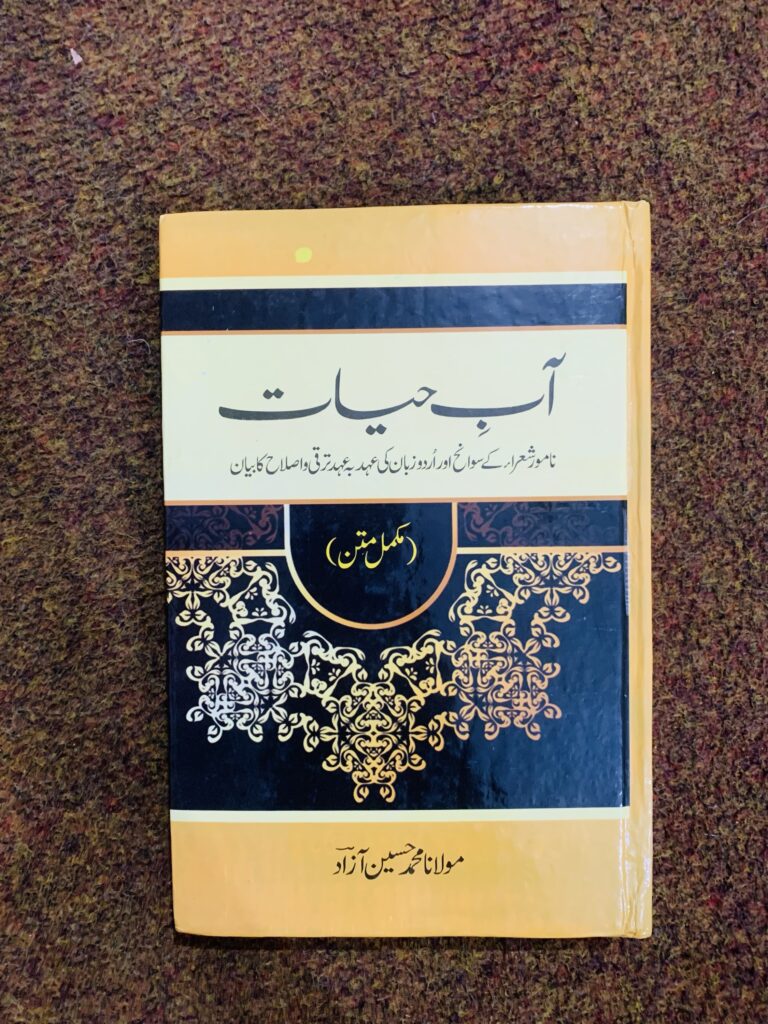 آبِ حیات
نامور شعراء کے سوانح اور اُردو زبان کی عہد بہ عہد ترقی و اصلاح کا بیان
(مکمل متن)
مولانا محمد حسین آزاد